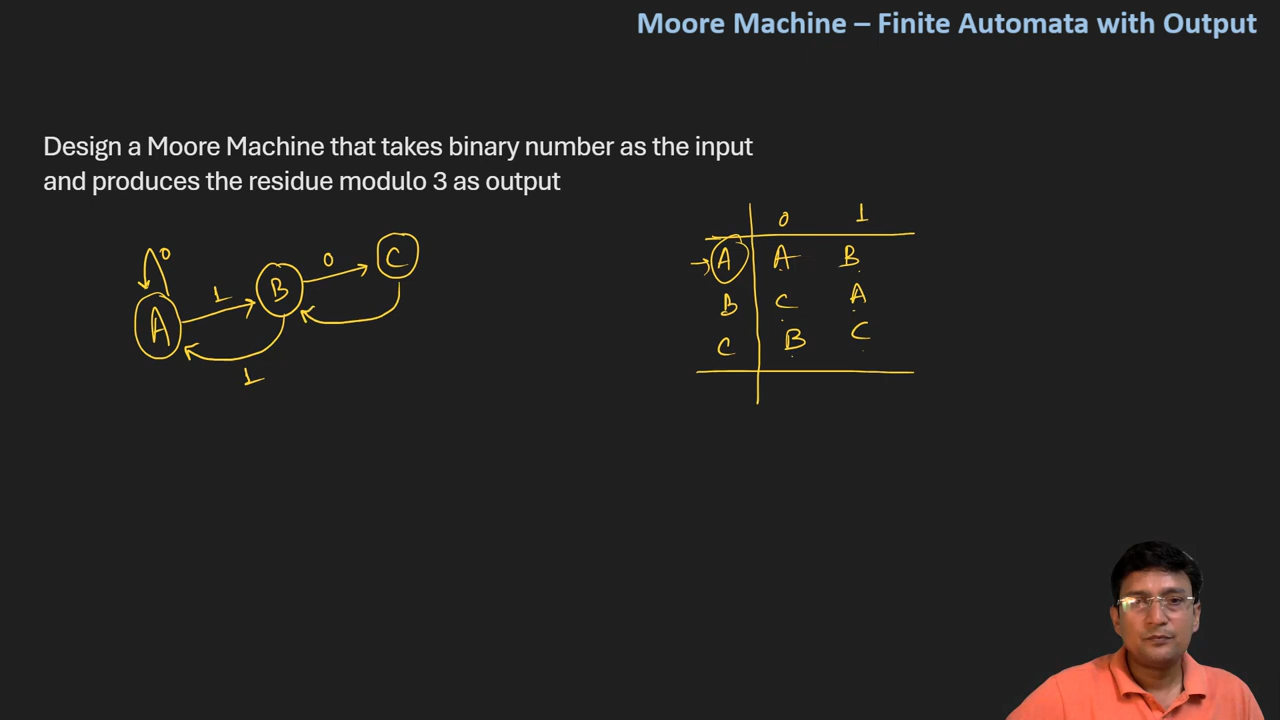 Moore Machine – Finite Automata with Output
Design a Moore Machine that takes binary number as the input
and produces the residue modulo 3 as output
0
A
1
B
0
C
1
0 1
→ A A B
B C A
C B C